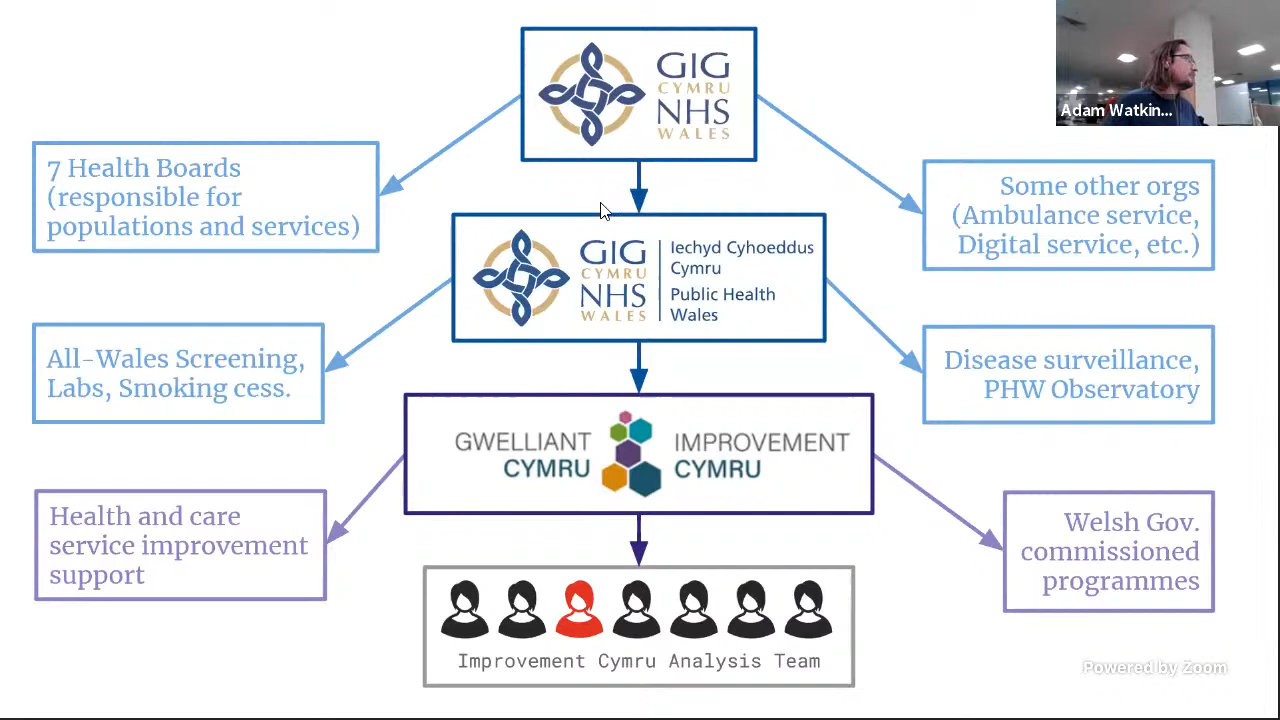 GIG
CYMRU
NHS
WALES
Adam Watkin...
7 Health Boards
(responsible for
populations and services)
Some other orgs
(Ambulance service,
Digital service, etc.)
GIG
CYMRU
NHS
WALES
Iechyd Cyhoeddus
Cymru
Public Health
Wales
All-Wales Screening,
Labs, Smoking cess.
Disease surveillance,
PHW Observatory
GWELLIANT
CYMRU
IMPROVEMENT
CYMRU
Health and care
service improvement
support
Welsh Gov.
commissioned
programmes
Improvement Cymru Analysis Team
Powered by Zoom